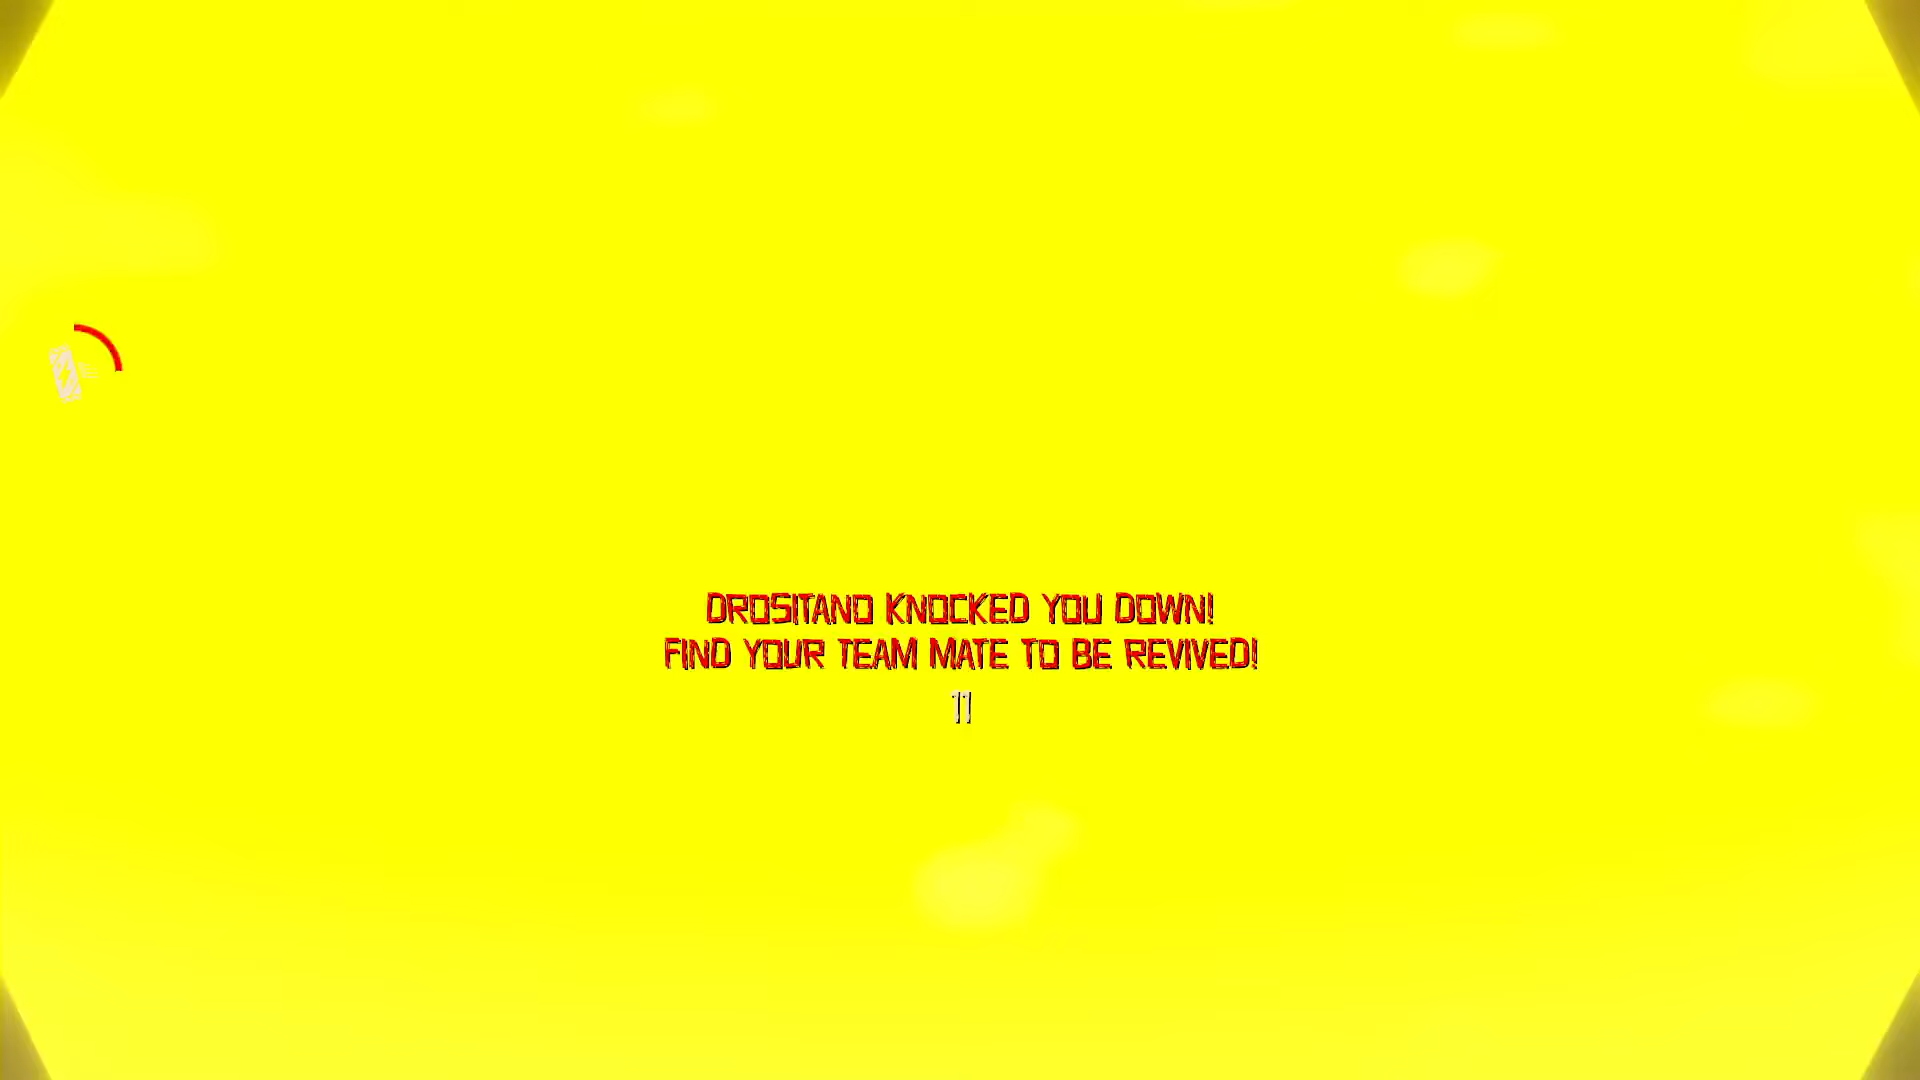 DROSITANO KNOCKED YOU DOWN!
FIND YOUR TEAM MATE TO BE REVIVED!
11